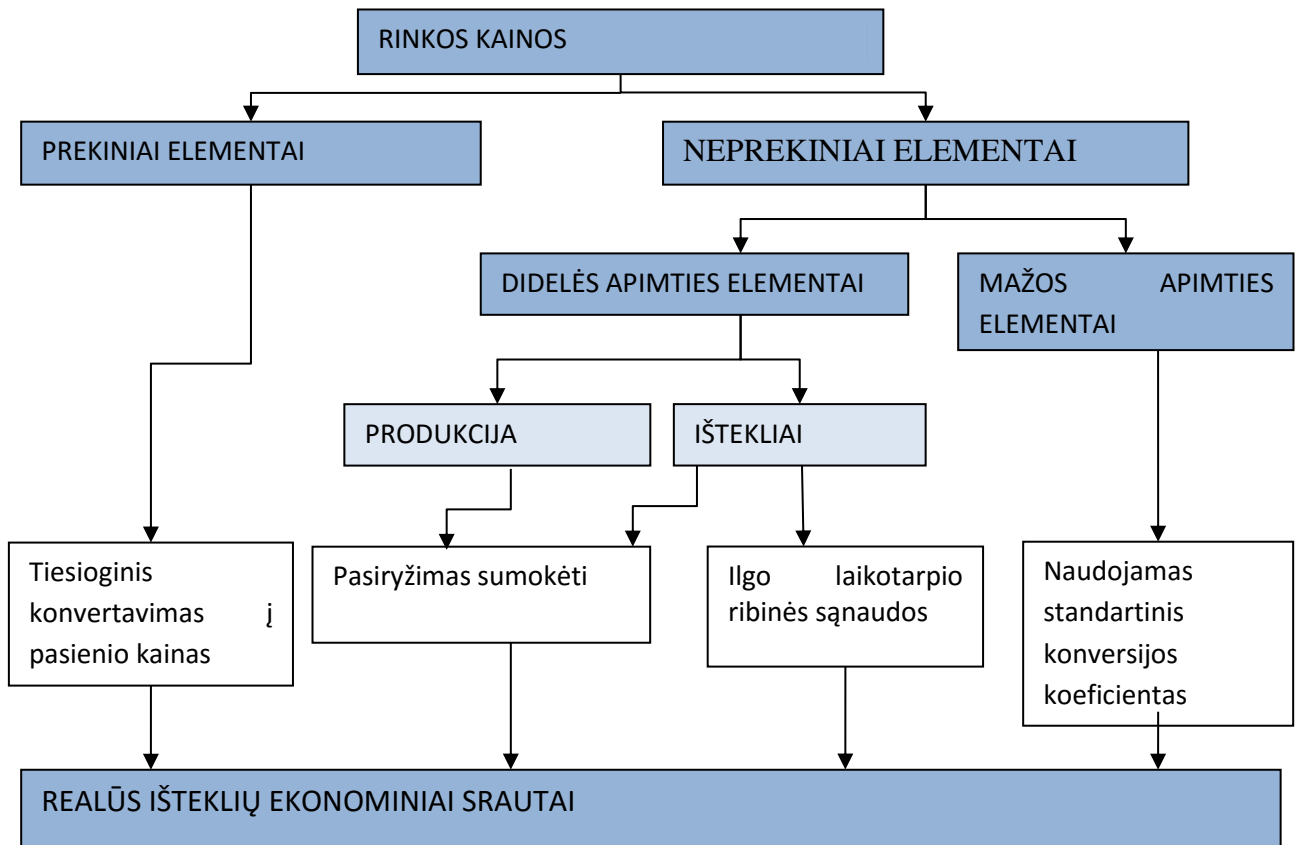 RINKOS KAINOS
PREKINIAI ELEMENTAI
NEPREKINIAI ELEMENTAI
DIDELĖS APIMTIES ELEMENTAI
MAŽOS APIMTIES
ELEMENTAI
PRODUKCIJA
IŠTEKLIAI
Tiesioginis
konvertavimas į
pasienio kainas
Pasiryžimas sumokėti
Ilgo laikotarpio
ribinės sąnaudos
Naudojamas
standartinis
konversijos
koeficientas
REALŪS IŠTEKLIŲ EKONOMINIAI SRAUTAI